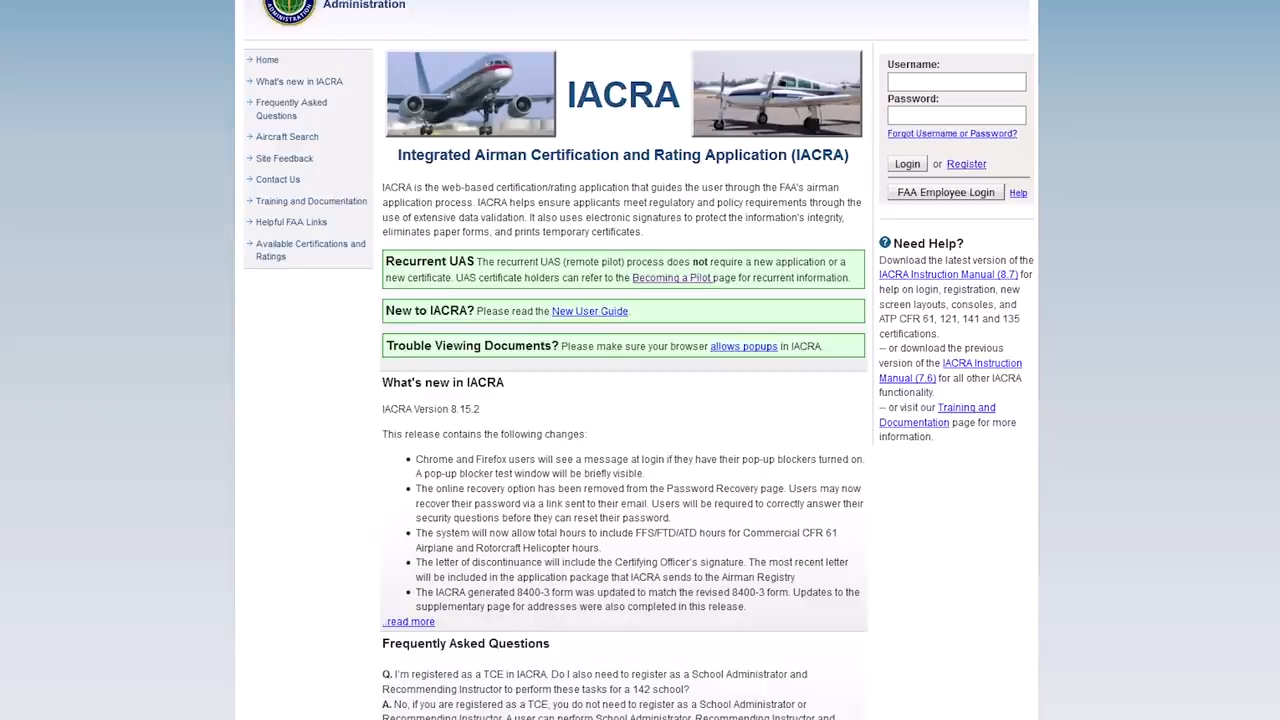 Administration
ADMINISTRATION
Home
What's new in IACRA
Frequently Asked
Questions
Aircraft Search
Site Feedback
Contact Us
Training and Documentation
Helpful FAA Links
Available Certifications and
Ratings
IACRA
Integrated Airman Certification and Rating Application (IACRA)
IACRA is the web-based certification/rating application that guides the user through the FAA's airman
application process. IACRA helps ensure applicants meet regulatory and policy requirements through the
use of extensive data validation. It also uses electronic signatures to protect the information's integrity,
eliminates paper forms, and prints temporary certificates.
Recurrent UAS The recurrent UAS (remote pilot) process does not require a new application or a
new certificate. UAS certificate holders can refer to the Becoming a Pilot page for recurrent information.
New to IACRA? Please read the New User Guide.
Trouble Viewing Documents? Please make sure your browser allows popups in IACRA.
What's new in IACRA
IACRA Version 8.15.2
This release contains the following changes:
• Chrome and Firefox users will see a message at login if they have their pop-up blockers turned on.
A pop-up blocker test window will be briefly visible.
• The online recovery option has been removed from the Password Recovery page. Users may now
recover their password via a link sent to their email. Users will be required to correctly answer their
security questions before they can reset their password.
• The system will now allow total hours to include FFS/FTD/ATD hours for Commercial CFR 61
Airplane and Rotorcraft Helicopter hours.
• The letter of discontinuance will include the Certifying Officer's signature. The most recent letter
will be included in the application package that IACRA sends to the Airman Registry
• The IACRA generated 8400-3 form was updated to match the revised 8400-3 form. Updates to the
supplementary page for addresses were also completed in this release.
..read more
Frequently Asked Questions
Q. I'm registered as a TCE in IACRA. Do I also need to register as a School Administrator and
Recommending Instructor to perform these tasks for a 142 school?
A. No, if you are registered as a TCE, you do not need to register as a School Administrator or
Recommending Instructor. A user can perform School Administrator, Recommending Instructor and
Username:
Password:
Forgot Username or Password?
Login or Register
FAA Employee Login Help
Need Help?
Download the latest version of the
IACRA Instruction Manual (8.7) for
help on login, registration, new
screen layouts, consoles, and
ATP CFR 61, 121, 141 and 135
certifications.
-- or download the previous
version of the IACRA Instruction
Manual (7.6) for all other IACRA
functionality.
-- or visit our Training and
Documentation page for more
information.